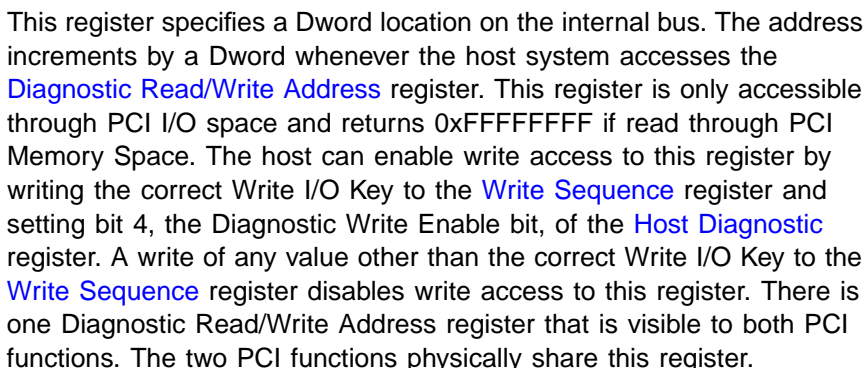 This register specifies a Dword location on the internal bus. The address
increments by a Dword whenever the host system accesses the
Diagnostic Read/Write Address register. This register is only accessible
through PCI I/O space and returns 0xFFFFFFFF if read through PCI
Memory Space. The host can enable write access to this register by
writing the correct Write I/O Key to the Write Sequence register and
setting bit 4, the Diagnostic Write Enable bit, of the Host Diagnostic
register. A write of any value other than the correct Write I/O Key to the
Write Sequence register disables write access to this register. There is
one Diagnostic Read/Write Address register that is visible to both PCI
functions. The two PCI functions physically share this register.